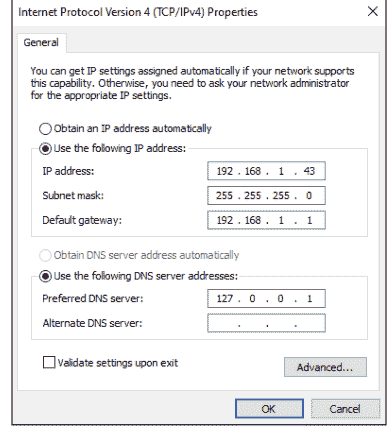 Internet Protocol Version 4 (TCP/IPv4) Properties
General
You can get IP settings assigned automatically if your network supports
this capability. Otherwise, you need to ask your network administrator
for the appropriate IP settings.
Obtain an IP address automatically
Use the following IP address:
IP address: 192 . 168 . 1 . 43
Subnet mask: 255 . 255 . 255 . 0
Default gateway: 192 . 168 . 1 . 1
Obtain DNS server address automatically
Use the following DNS server addresses:
Preferred DNS server: 127 . 0 . 0 . 1
Alternate DNS server: . . .
Validate settings upon exit
Advanced...
OK Cancel